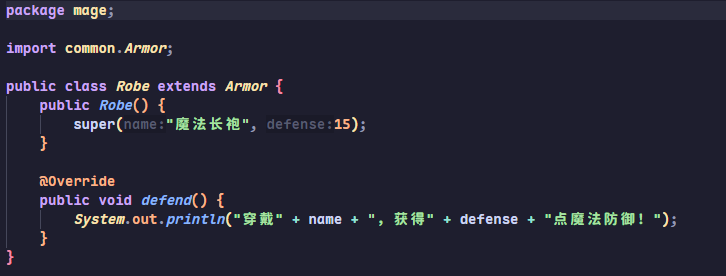 package mage;
import common.Armor;
public class Robe extends Armor {
public Robe() {
super(name:"魔法长袍", defense:15);
}
@Override
public void defend() {
System.out.println("穿戴" + name + ", 获得" + defense + "点魔法防御! ");
}
}